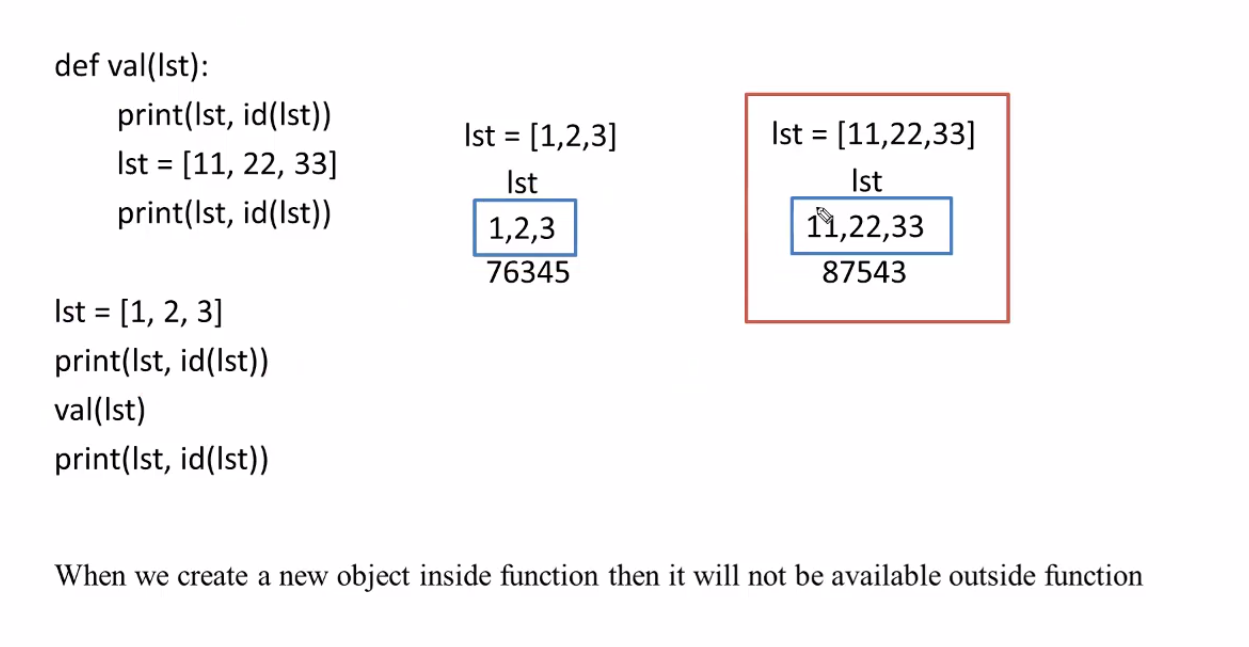 def val(lst):
print(lst, id(lst))
lst = [11, 22, 33]
print(lst, id(lst))
lst = [1, 2, 3]
print(lst, id(lst))
val(lst)
print(lst, id(lst))
lst = [1,2,3]
lst
1,2,3
76345
lst = [11,22,33]
lst
11,22,33
87543
When we create a new object inside function then it will not be available outside function